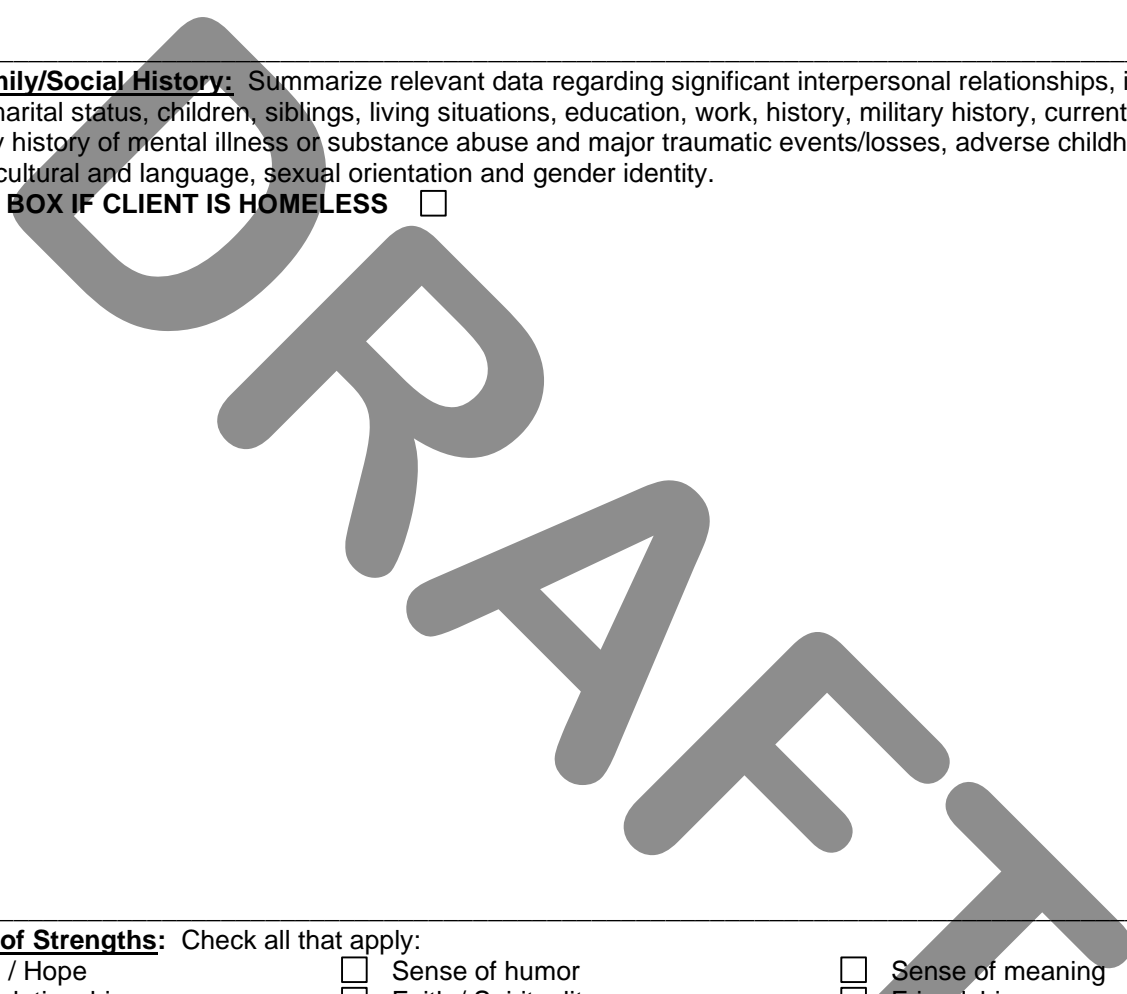 mily/Social History: Summarize relevant data regarding significant interpersonal relationships, i
marital status, children, siblings, living situations, education, work, history, military history, current
y history of mental illness or substance abuse and major traumatic events/losses, adverse childh
cultural and language, sexual orientation and gender identity.
BOX IF CLIENT IS HOMELESS
DRAFT
of Strengths: Check all that apply:
/ Hope
Sense of humor
Sense of meaning